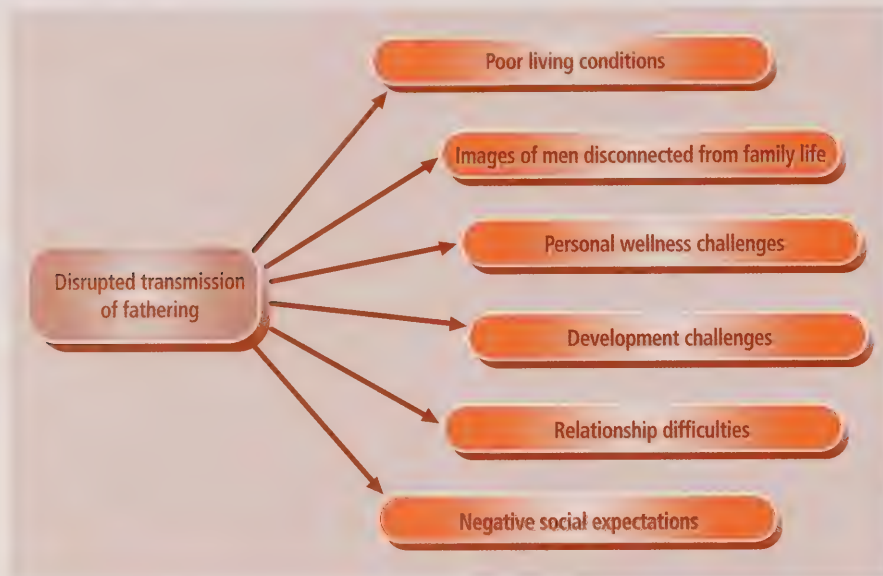 Poor living conditions
Images of men disconnected from family life
Personal wellness challenges
Disrupted transmission
of fathering
Development challenges
Relationship difficulties
Negative social expectations